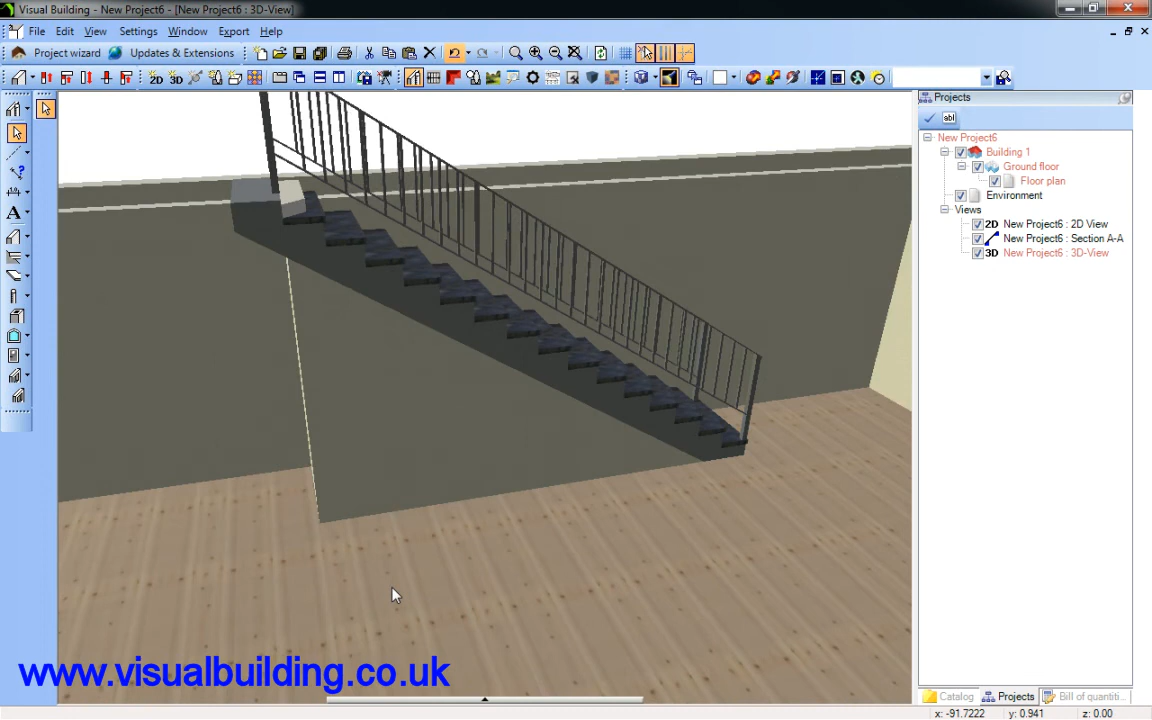 Visual Building - New Project6 - [New Project6 : 3D-View]
File Edit View Settings Window Export Help
Project wizard Updates & Extensions
2D 3D
Projects
abl
New Project6
Building 1
Ground floor
Floor plan
Environment
Views
2D New Project6 : 2D View
New Project6 : Section A-A
3D New Project6 : 3D-View
A
www.visualbuilding.co.uk
Catalog Projects Bill of quantiti...
x: -91.7222 y: 0.941 z: 0.00